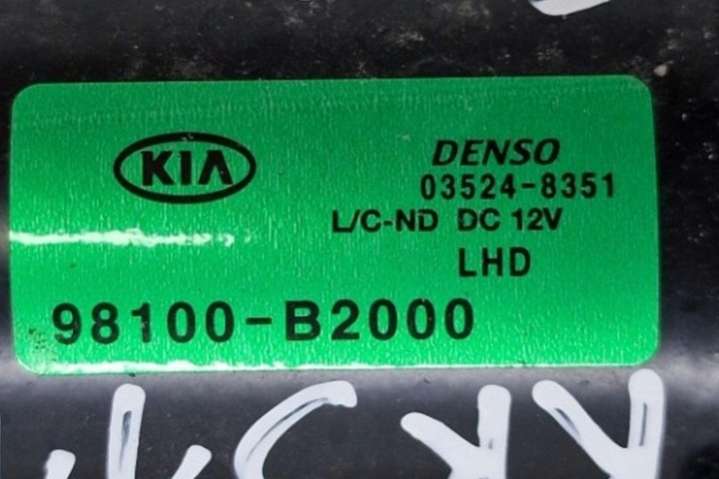 KIA
DENSO
03524-8351
L/C-ND DC 12V
LHD
98100-B2000